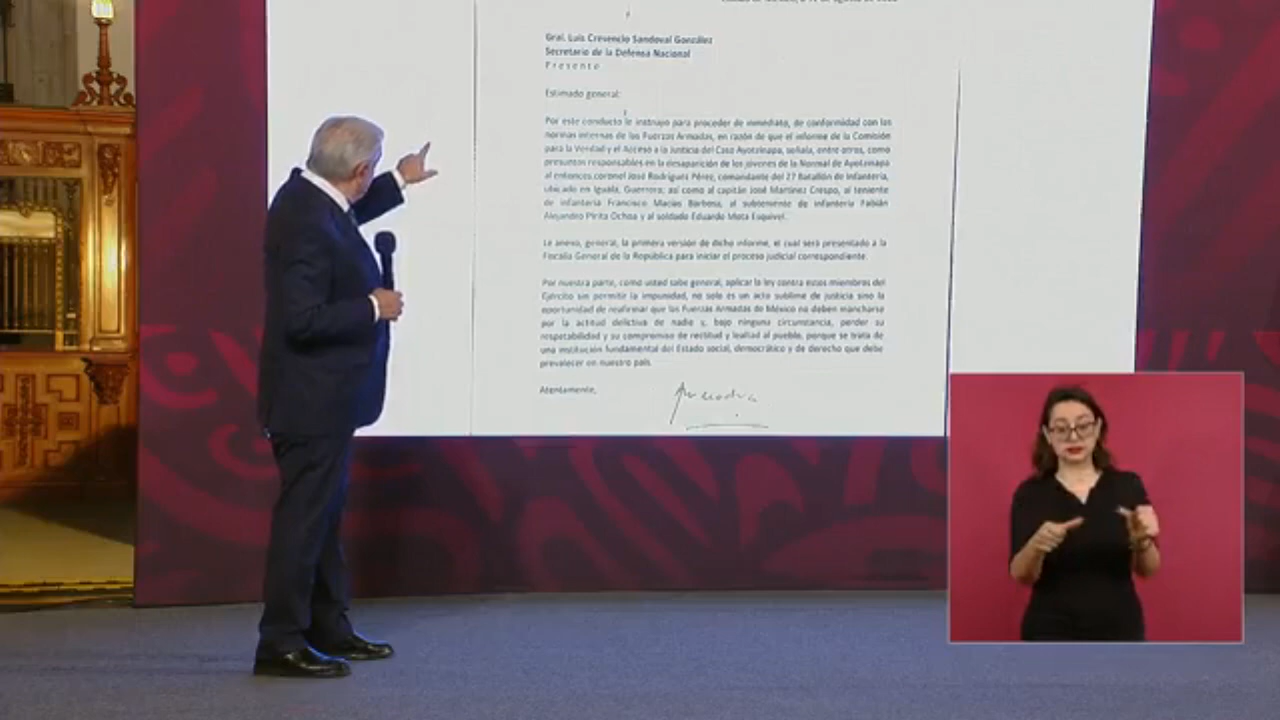 Gral. Luis Cresencio Sandoval González
Secretario de la Defensa Nacional
Presente
Estimado general:
Por este conducto le instruyo para proceder de inmediato, de conformidad con las
normas internas de las Fuerzas Armadas, en razón de que el informe de la Comisión
para la Verdad y el Acceso a la Justicia del Caso Ayotzinapa, señala, entre otros, como
presuntos responsables en la desaparición de los jóvenes de la Normal de Ayotzinapa
al entonces coronel José Rodríguez Pérez, comandante del 27 Batallón de Infantería,
ubicado en Iguala, Guerrero; así como al capitán José Martínez Crespo, al teniente
de infantería Francisco Macías Barbosa, al subteniente de infantería Fabián
Alejandro Pirita Ochoa y al soldado Eduardo Mota Esquivel.
Le anexo, general, la primera versión de dicho informe, el cual será presentado a la
Fiscalía General de la República para iniciar el proceso judicial correspondiente.
Por nuestra parte, como usted sabe general, aplicar la ley contra estos miembros del
Ejército sin permitir la impunidad, no solo es un acto sublime de justicia sino la
oportunidad de reafirmar que las Fuerzas Armadas de México no deben mancharse
por la actitud delictiva de nadie y, bajo ninguna circunstancia, perder su
respetabilidad y su compromiso de rectitud y lealtad al pueblo, porque se trata de
una institución fundamental del Estado social, democrático y de derecho que debe
prevalecer en nuestro país.
Atentamente,